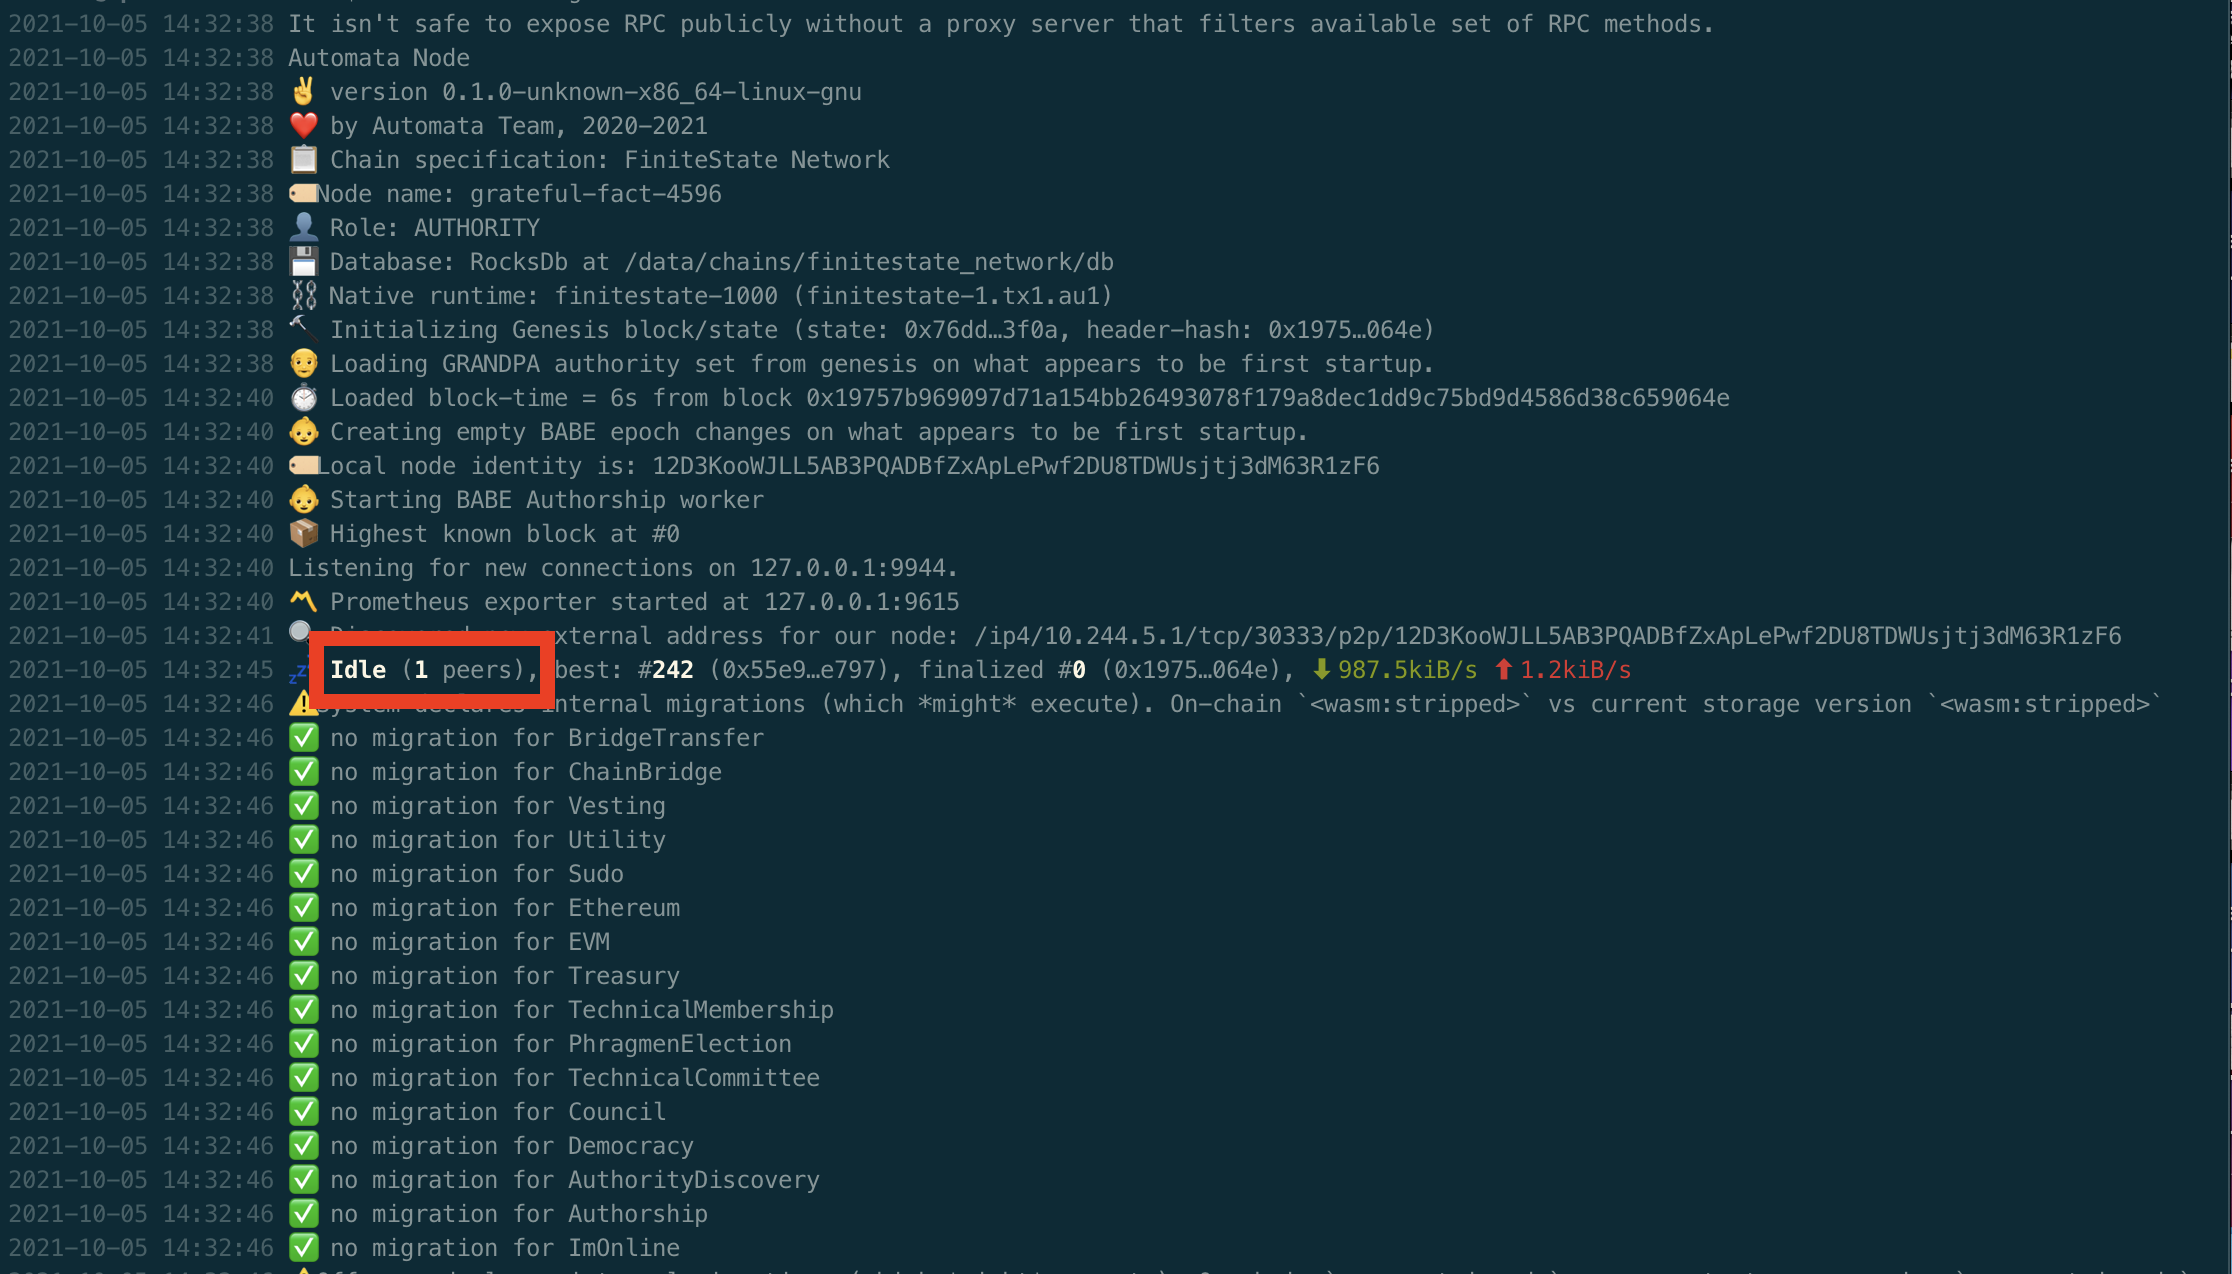 2021-10-05 14:32:38 It isn't safe to expose RPC publicly without a proxy server that filters available set of RPC methods.
2021-10-05 14:32:38 Automata Node
2021-10-05 14:32:38 ✌️ version 0.1.0-unknown-x86_64-linux-gnu
2021-10-05 14:32:38 ❤️ by Automata Team, 2020-2021
2021-10-05 14:32:38 📋 Chain specification: FiniteState Network
2021-10-05 14:32:38 🏷 Node name: grateful-fact-4596
2021-10-05 14:32:38 👤 Role: AUTHORITY
2021-10-05 14:32:38 💾 Database: RocksDb at /data/chains/finitestate_network/db
2021-10-05 14:32:38 ⛓ Native runtime: finitestate-1000 (finitestate-1.tx1.au1)
2021-10-05 14:32:38 🔨 Initializing Genesis block/state (state: 0x76dd…3f0a, header-hash: 0x1975…064e)
2021-10-05 14:32:38 👴 Loading GRANDPA authority set from genesis on what appears to be first startup.
2021-10-05 14:32:40 ⏱ Loaded block-time = 6s from block 0x19757b969097d71a154bb26493078f179a8dec1dd9c75bd9d4586d38c659064e
2021-10-05 14:32:40 👶 Creating empty BABE epoch changes on what appears to be first startup.
2021-10-05 14:32:40 🏷 Local node identity is: 12D3KooWJLL5AB3PQADBfZxApLePwf2DU8TDWUsjtj3dM63R1zF6
2021-10-05 14:32:40 👶 Starting BABE Authorship worker
2021-10-05 14:32:40 📦 Highest known block at #0
2021-10-05 14:32:40 Listening for new connections on 127.0.0.1:9944.
2021-10-05 14:32:40 〽️ Prometheus exporter started at 127.0.0.1:9615
2021-10-05 14:32:41 🔍 external address for our node: /ip4/10.244.5.1/tcp/30333/p2p/12D3KooWJLL5AB3PQADBfZxApLePwf2DU8TDWUsjtj3dM63R1zF6
2021-10-05 14:32:45 💤 Idle (1 peers), best: #242 (0x55e9…e797), finalized #0 (0x1975…064e), ⬇ 987.5kiB/s ⬆ 1.2kiB/s
2021-10-05 14:32:46 ⚠️ System declares internal migrations (which *might* execute). On-chain `<wasm:stripped>` vs current storage version `<wasm:stripped>`
2021-10-05 14:32:46 ✅ no migration for BridgeTransfer
2021-10-05 14:32:46 ✅ no migration for ChainBridge
2021-10-05 14:32:46 ✅ no migration for Vesting
2021-10-05 14:32:46 ✅ no migration for Utility
2021-10-05 14:32:46 ✅ no migration for Sudo
2021-10-05 14:32:46 ✅ no migration for Ethereum
2021-10-05 14:32:46 ✅ no migration for EVM
2021-10-05 14:32:46 ✅ no migration for Treasury
2021-10-05 14:32:46 ✅ no migration for TechnicalMembership
2021-10-05 14:32:46 ✅ no migration for PhragmenElection
2021-10-05 14:32:46 ✅ no migration for TechnicalCommittee
2021-10-05 14:32:46 ✅ no migration for Council
2021-10-05 14:32:46 ✅ no migration for Democracy
2021-10-05 14:32:46 ✅ no migration for AuthorityDiscovery
2021-10-05 14:32:46 ✅ no migration for Authorship
2021-10-05 14:32:46 ✅ no migration for ImOnline